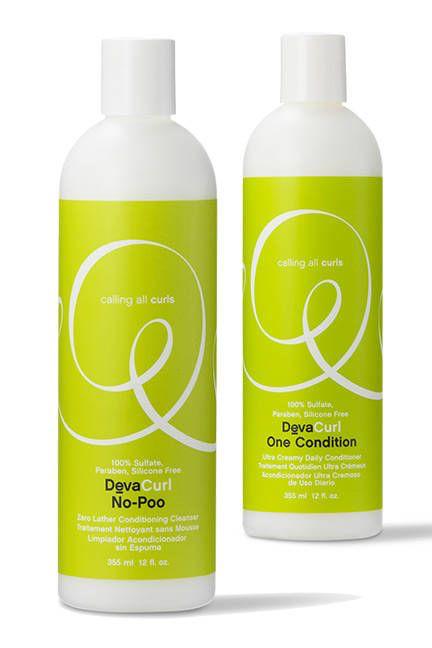 calling all curls
100% Sulfate,
Paraben, Silicone Free
DevaCurl
No-Poo
Zero Lather Conditioning Cleanser
Traitement Nettoyant sans Mousse
Limpiador Acondicionador
sin Espuma
355 ml 12 fl. oz.
calling all curls
100% Sulfate,
Paraben, Silicone Free
DevaCurl
One Condition
Ultra Creamy Daily Conditioner
Traitement Quotidien Ultra Crémeux
Acondicionador Ultra Cremoso
de Uso Diario
355 ml 12 fl. oz.